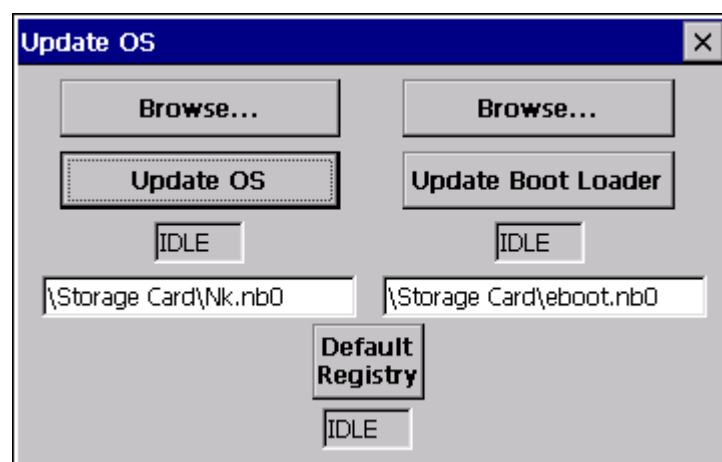 Update OS
Browse... Browse...
Update OS Update Boot Loader
IDLE IDLE
\Storage Card\Nk.nb0 \Storage Card\eboot.nb0
Default
Registry
IDLE